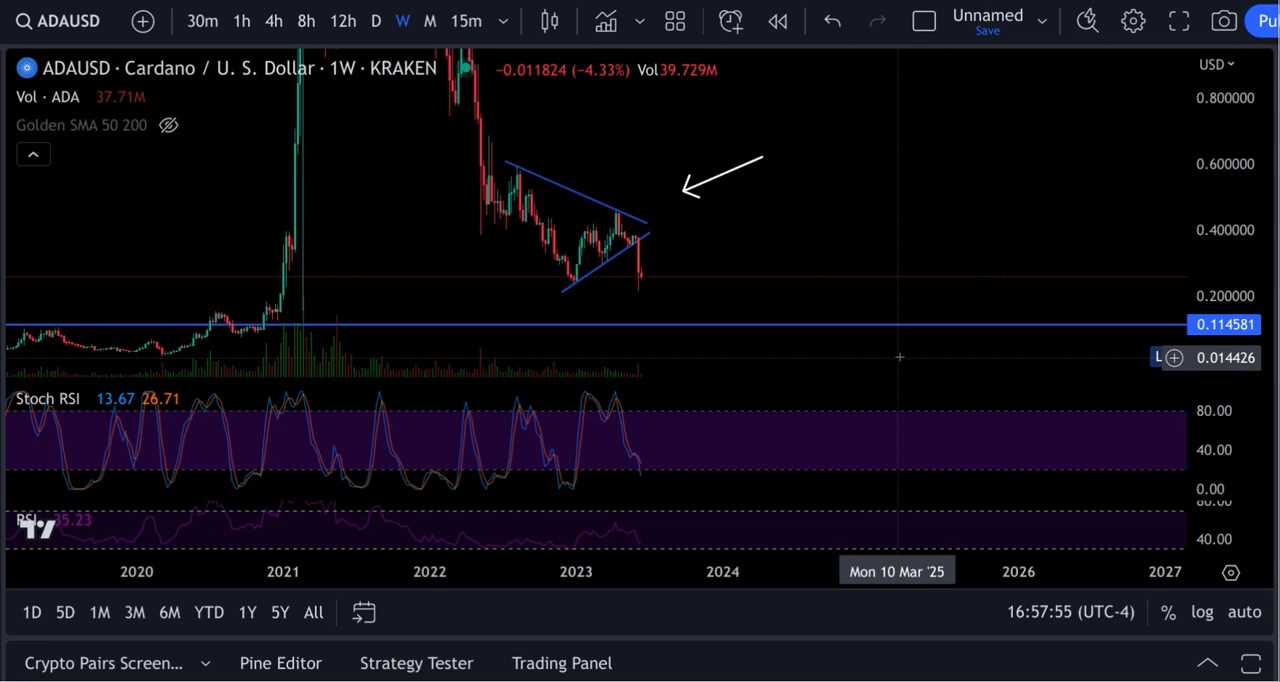 ADAUSD 30m 1h 4h 8h 12h D W M 15m Unnamed Pu
Save
ADAUSD · Cardano / U. S. Dollar · 1W · KRAKEN −0.011824 (−4.33%) Vol39.729M USD
Vol · ADA 37.71M
0.800000
Golden SMA 50 200
0.600000
0.400000
0.200000
0.114581
L 0.014426
Stoch RSI 13.67 26.71
80.00
40.00
0.00
80.00
RSI 35.23
40.00
2020 2021 2022 2023 2024 Mon 10 Mar '25 2026 2027
1D 5D 1M 3M 6M YTD 1Y 5Y All 16:57:55 (UTC-4) % log auto
Crypto Pairs Screen... Pine Editor Strategy Tester Trading Panel